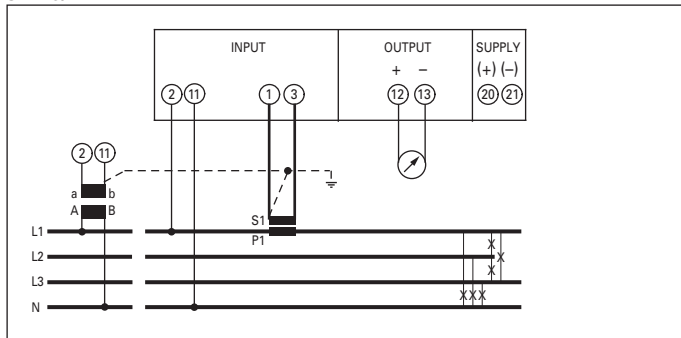 INPUT OUTPUT SUPPLY
+ − (+) (−)
2 11 1 3 12 13 20 21
2 11
a b
A B
S1
L1 P1
L2
L3
N
X
X
X
XXX